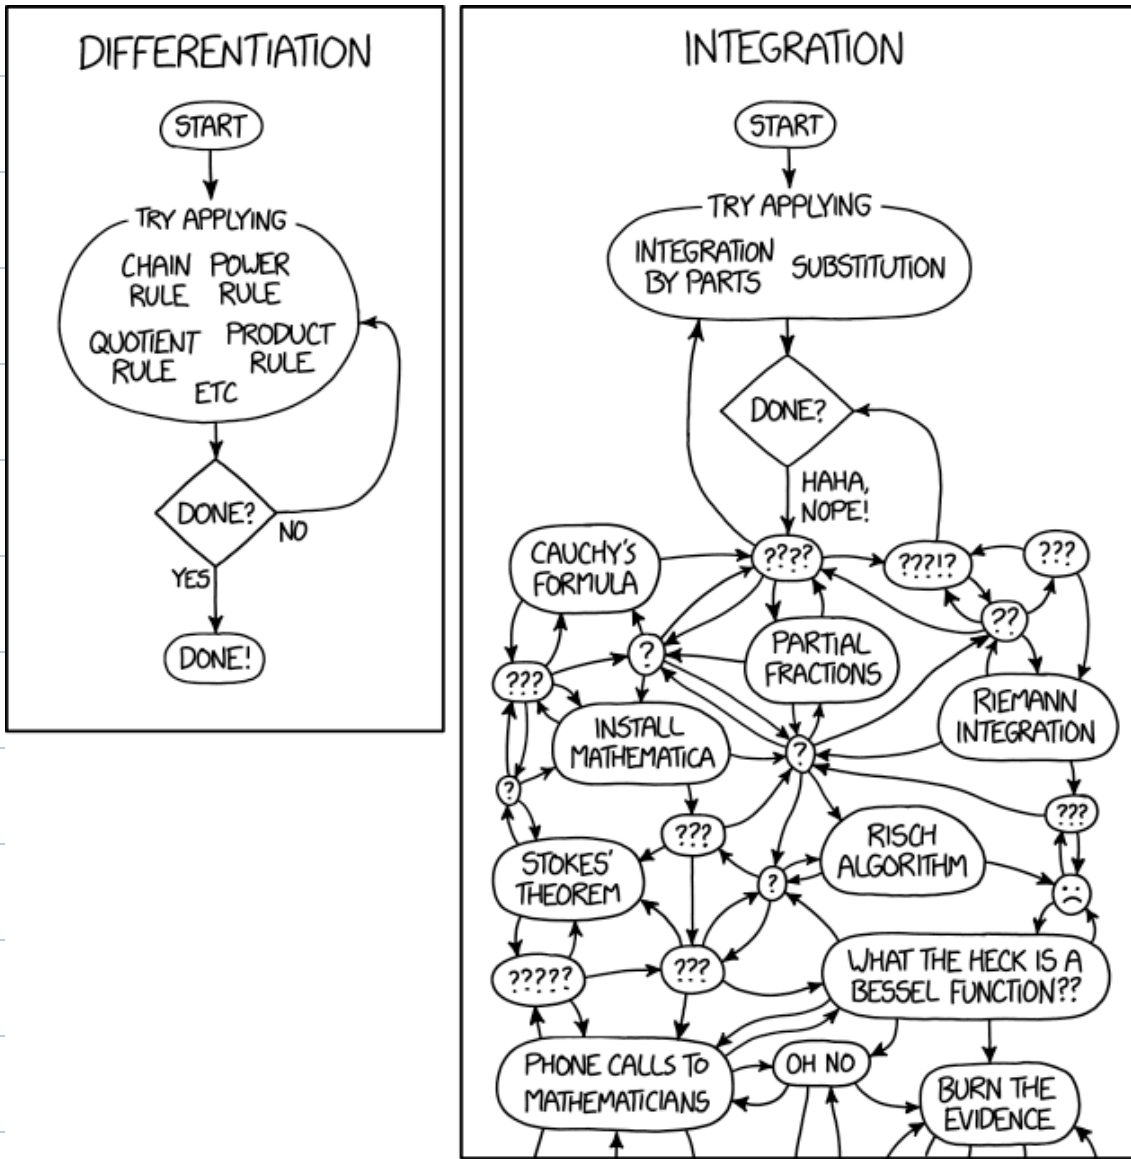 DIFFERENTIATION
START
TRY APPLYING
CHAIN RULE
POWER RULE
QUOTIENT RULE
PRODUCT RULE
ETC
DONE?
NO
YES
DONE!
INTEGRATION
START
TRY APPLYING
INTEGRATION
BY PARTS
SUBSTITUTION
DONE?
HAHA,
NOPE!
CAUCHY'S
FORMULA
????
???!?
???
??
?
PARTIAL
FRACTIONS
???
RIEMANN
INTEGRATION
INSTALL
MATHEMATICA
?
?
???
???
RISCH
ALGORITHM
STOKES'
THEOREM
?
?????
???
WHAT THE HECK IS A
BESSEL FUNCTION??
PHONE CALLS TO
MATHEMATICIANS
OH NO
BURN THE
EVIDENCE